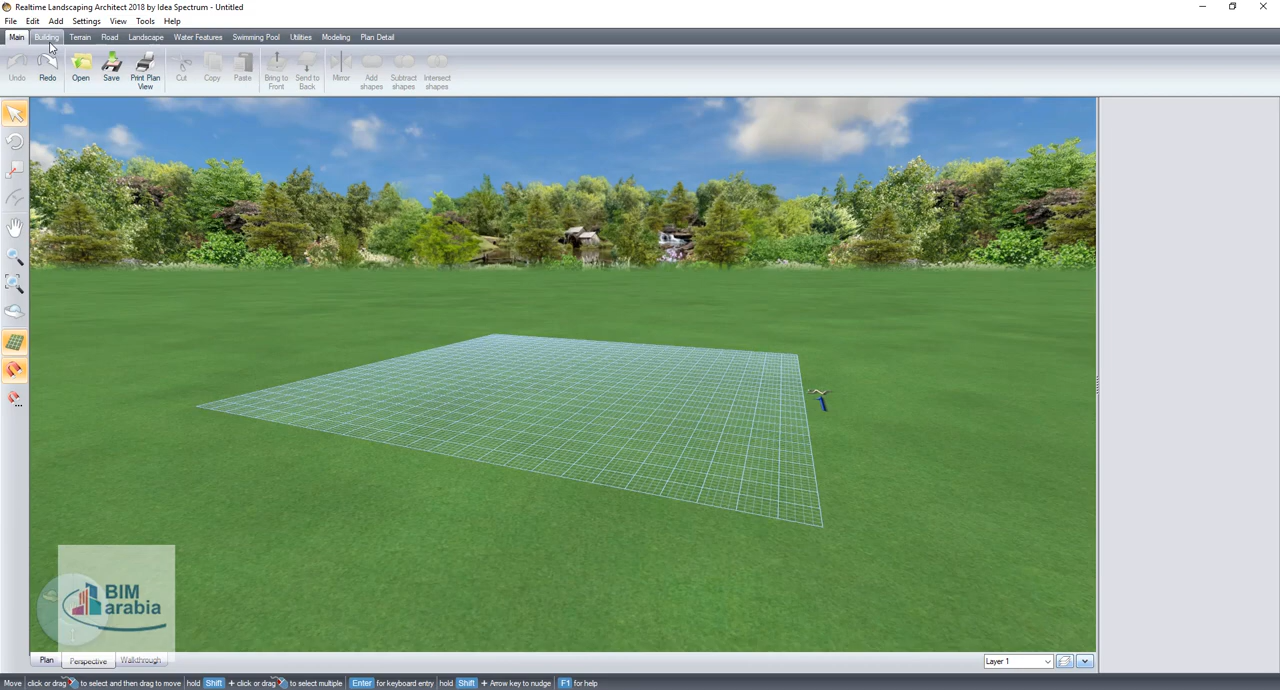 Realtime Landscaping Architect 2018 by Idea Spectrum - Untitled
File Edit Add Settings View Tools Help
Main Building Terrain Road Landscape Water Features Swimming Pool Utilities Modeling Plan Detail
Undo Redo Open Save Print Plan View Cut Copy Paste Bring to Front Send to Back Mirror Add shapes Subtract shapes Intersect shapes
BIM
arabia
Plan Perspective Walkthrough
Layer 1
Move click or drag to select and then drag to move hold Shift + click or drag to select multiple Enter for keyboard entry hold Shift + Arrow key to nudge F1 for help